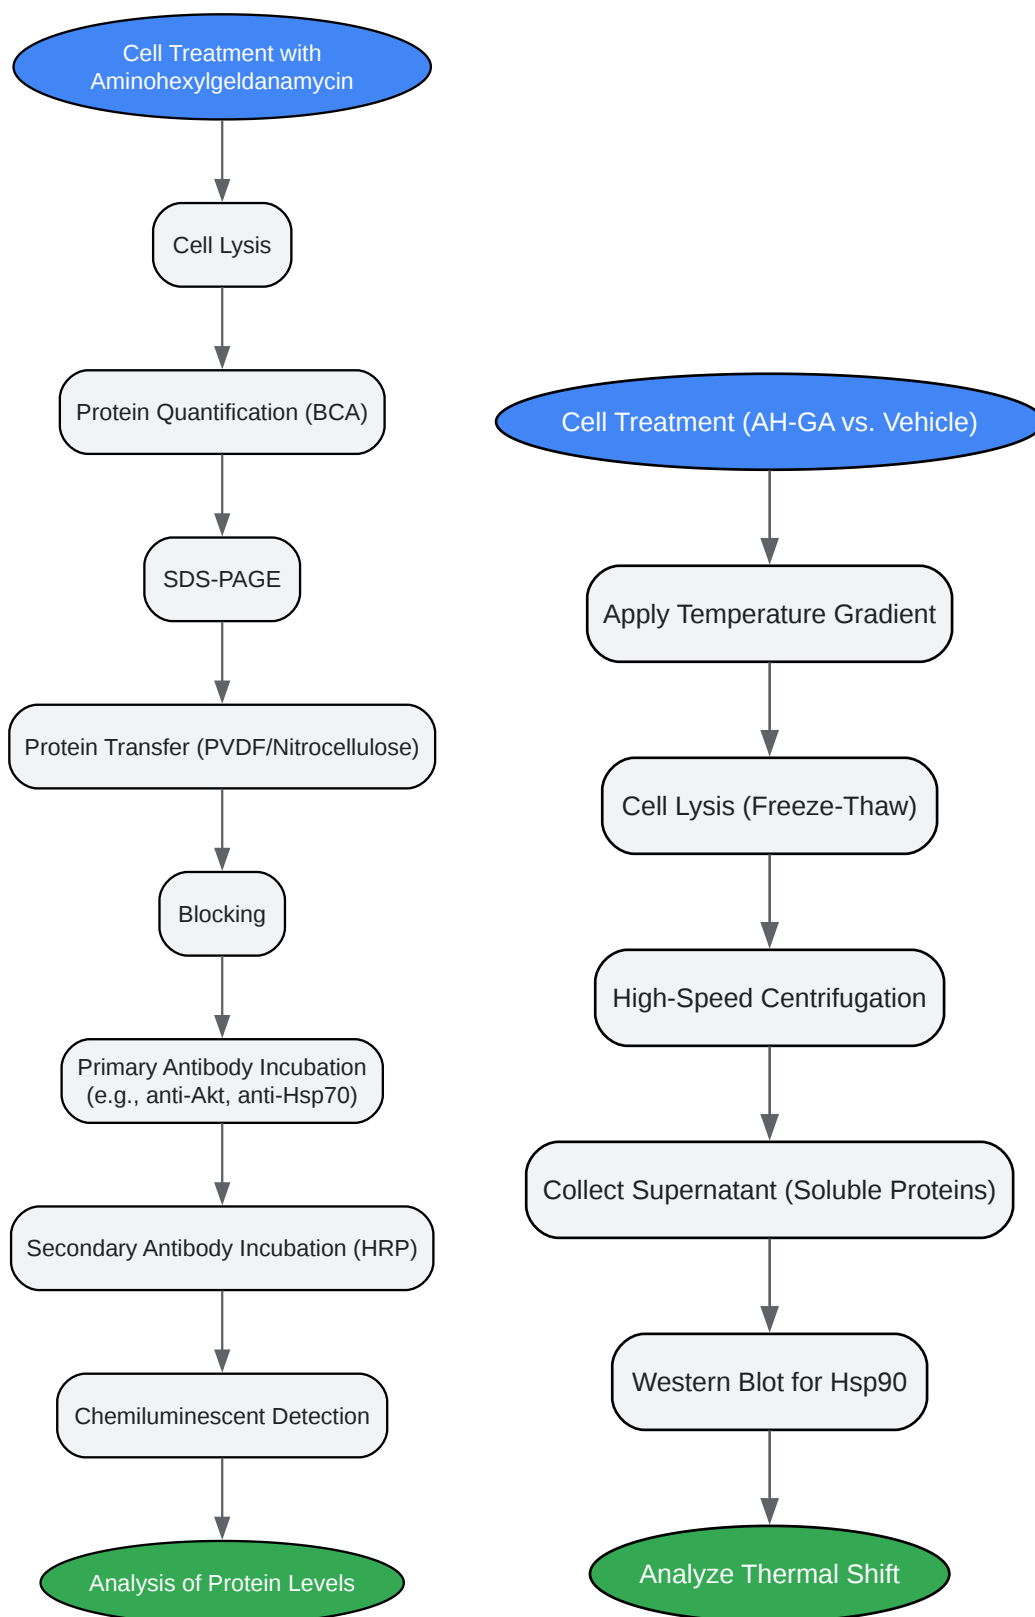 Cell Treatment with
Aminohexylgeldanamycin
Cell Lysis
Protein Quantification (BCA)
SDS-PAGE
Protein Transfer (PVDF/Nitrocellulose)
Blocking
Primary Antibody Incubation
(e.g., anti-Akt, anti-Hsp70)
Secondary Antibody Incubation (HRP)
Chemiluminescent Detection
Analysis of Protein Levels
Cell Treatment (AH-GA vs. Vehicle)
Apply Temperature Gradient
Cell Lysis (Freeze-Thaw)
High-Speed Centrifugation
Collect Supernatant (Soluble Proteins)
Western Blot for Hsp90
Analyze Thermal Shift